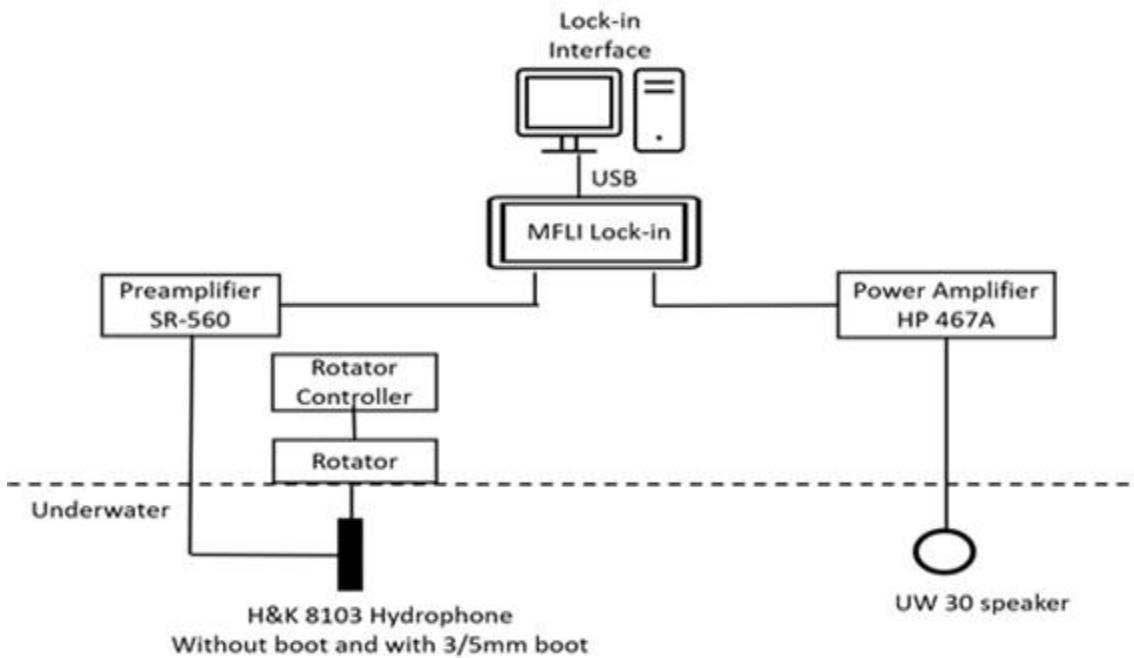 Lock-in
Interface
USB
MFLI Lock-in
Preamplifier
SR-560
Power Amplifier
HP 467A
Rotator
Controller
Rotator
Underwater
H&K 8103 Hydrophone
Without boot and with 3/5mm boot
UW 30 speaker